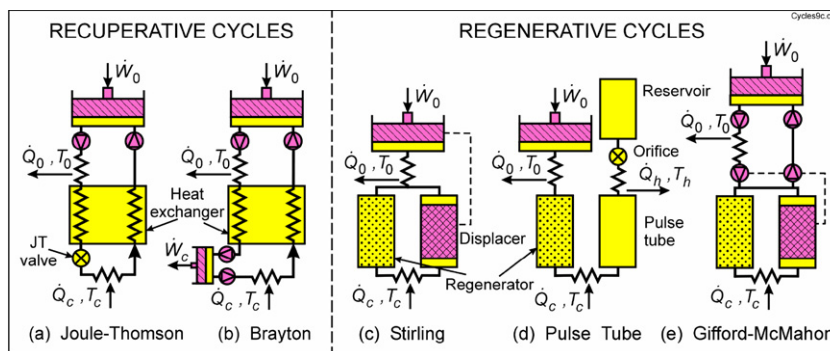 Cycles9c.c
RECUPERATIVE CYCLES
REGENERATIVE CYCLES
Ẇ₀
Ẇ₀
Q̇₀ , T₀
Q̇₀ , T₀
Heat
exchanger
JT
valve
Ẇc
Q̇c , Tc
Q̇c , Tc
(a) Joule-Thomson
(b) Brayton
Ẇ₀
Q̇₀ , T₀
Displacer
Regenerator
Q̇c , Tc
(c) Stirling
Ẇ₀
Reservoir
Orifice
Q̇₀ , T₀
Q̇h , Th
Pulse
tube
Q̇c , Tc
(d) Pulse Tube
Ẇ₀
Q̇₀ , T₀
Q̇c , Tc
(e) Gifford-McMahon